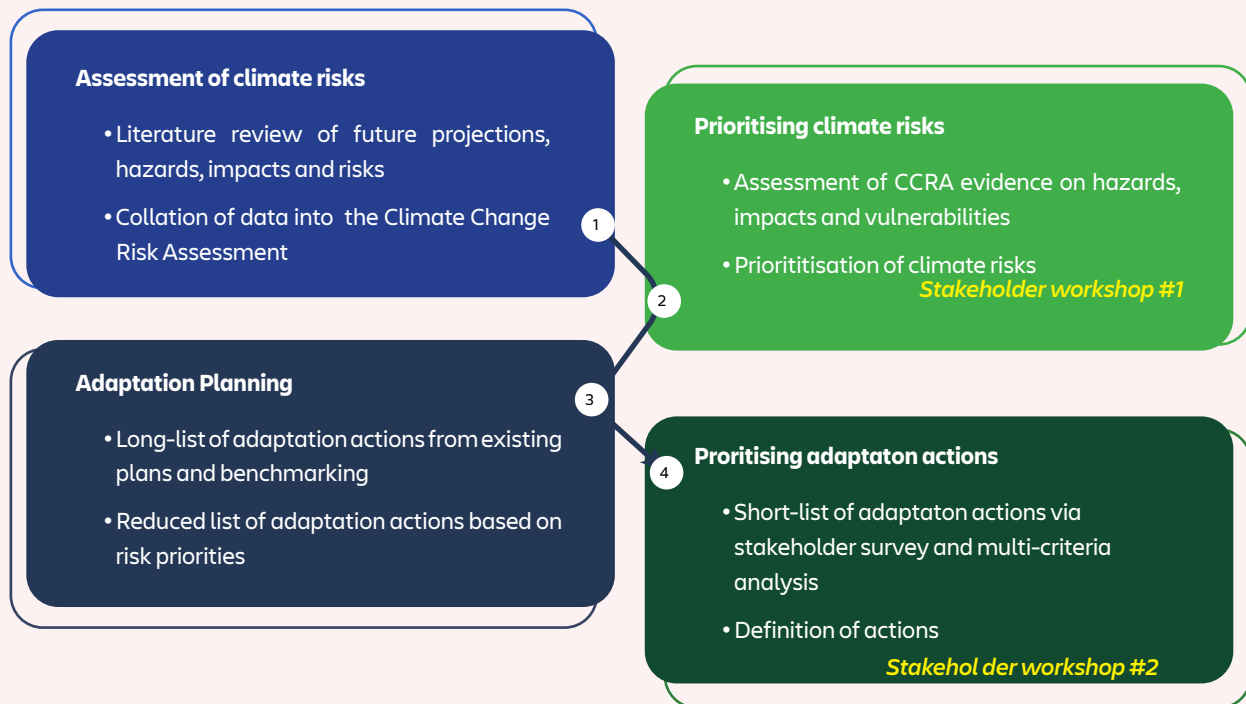 Assessment of climate risks
• Literature review of future projections,
hazards, impacts and risks
• Collation of data into the Climate Change
Risk Assessment
1
Prioritising climate risks
• Assessment of CCRA evidence on hazards,
impacts and vulnerabilities
• Priorititisation of climate risks
Stakeholder workshop #1
2
Adaptation Planning
• Long-list of adaptation actions from existing
plans and benchmarking
• Reduced list of adaptation actions based on
risk priorities
3
Proritising adaptaton actions
• Short-list of adaptaton actions via
stakeholder survey and multi-criteria
analysis
• Definition of actions
Stakehol der workshop #2
4